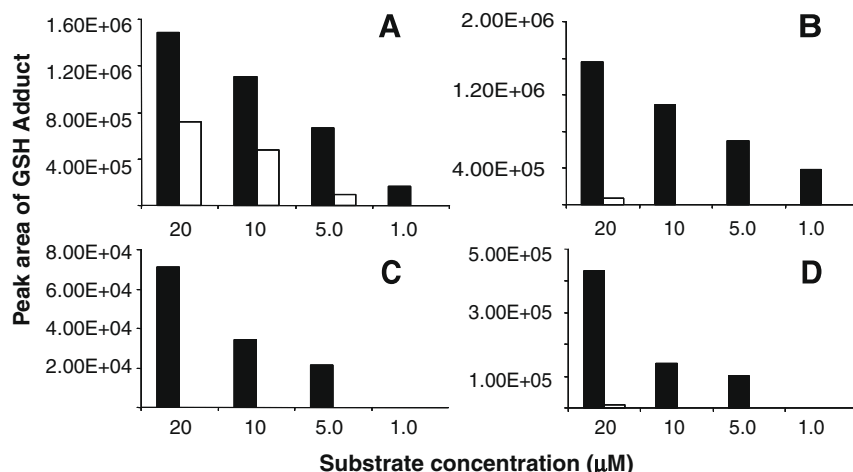 Peak area of GSH Adduct
A
1.60E+06
1.20E+06
8.00E+05
4.00E+05
20 10 5.0 1.0
B
2.00E+06
1.20E+06
4.00E+05
20 10 5.0 1.0
C
8.00E+04
6.00E+04
4.00E+04
2.00E+04
20 10 5.0 1.0
D
5.00E+05
3.00E+05
1.00E+05
20 10 5.0 1.0
Substrate concentration (μM)